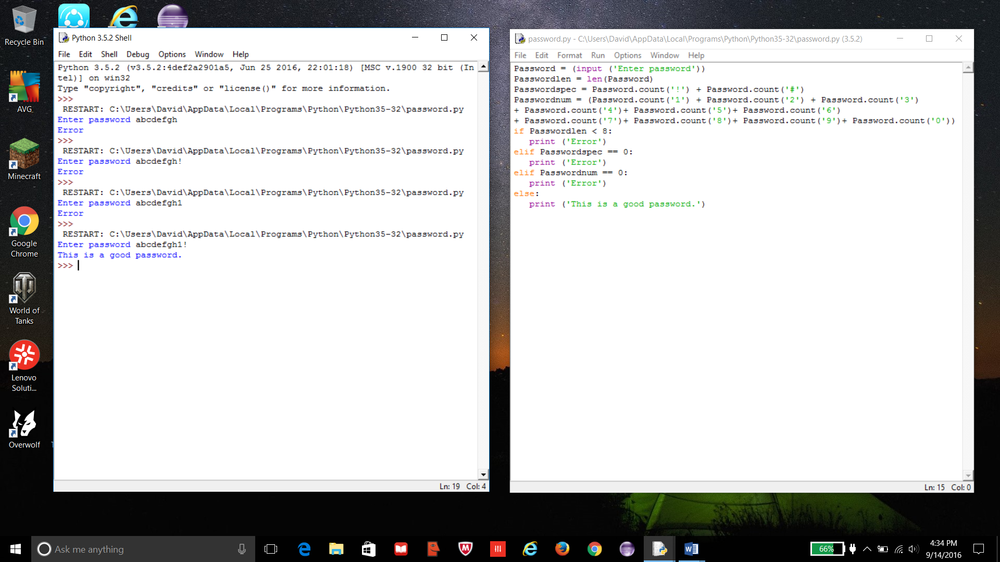 Recycle Bin
AVG
Minecraft
Google
Chrome
World of
Tanks
Lenovo
Soluti...
Overwolf
Python 3.5.2 Shell
File Edit Shell Debug Options Window Help
Python 3.5.2 (v3.5.2:4def2a2901a5, Jun 25 2016, 22:01:18) [MSC v.1900 32 bit (In
tel)] on win32
Type "copyright", "credits" or "license()" for more information.
>>>
 RESTART: C:\Users\David\AppData\Local\Programs\Python\Python35-32\password.py
Enter password abcdefgh
Error
>>>
 RESTART: C:\Users\David\AppData\Local\Programs\Python\Python35-32\password.py
Enter password abcdefgh!
Error
>>>
 RESTART: C:\Users\David\AppData\Local\Programs\Python\Python35-32\password.py
Enter password abcdefgh1
Error
>>>
 RESTART: C:\Users\David\AppData\Local\Programs\Python\Python35-32\password.py
Enter password abcdefgh1!
This is a good password.
>>>
Ln: 19 Col: 4
password.py - C:\Users\David\AppData\Local\Programs\Python\Python35-32\password.py (3.5.2)
File Edit Format Run Options Window Help
Password = (input ('Enter password'))
Passwordlen = len(Password)
Passwordspec = Password.count('!') + Password.count('#')
Passwordnum = (Password.count('1') + Password.count('2') + Password.count('3')
+ Password.count('4')+ Password.count('5')+ Password.count('6')
+ Password.count('7')+ Password.count('8')+ Password.count('9')+ Password.count('0'))
if Passwordlen < 8:
   print ('Error')
elif Passwordspec == 0:
   print ('Error')
elif Passwordnum == 0:
   print ('Error')
else:
   print ('This is a good password.')
Ln: 15 Col: 0
Ask me anything
66%
4:34 PM
9/14/2016